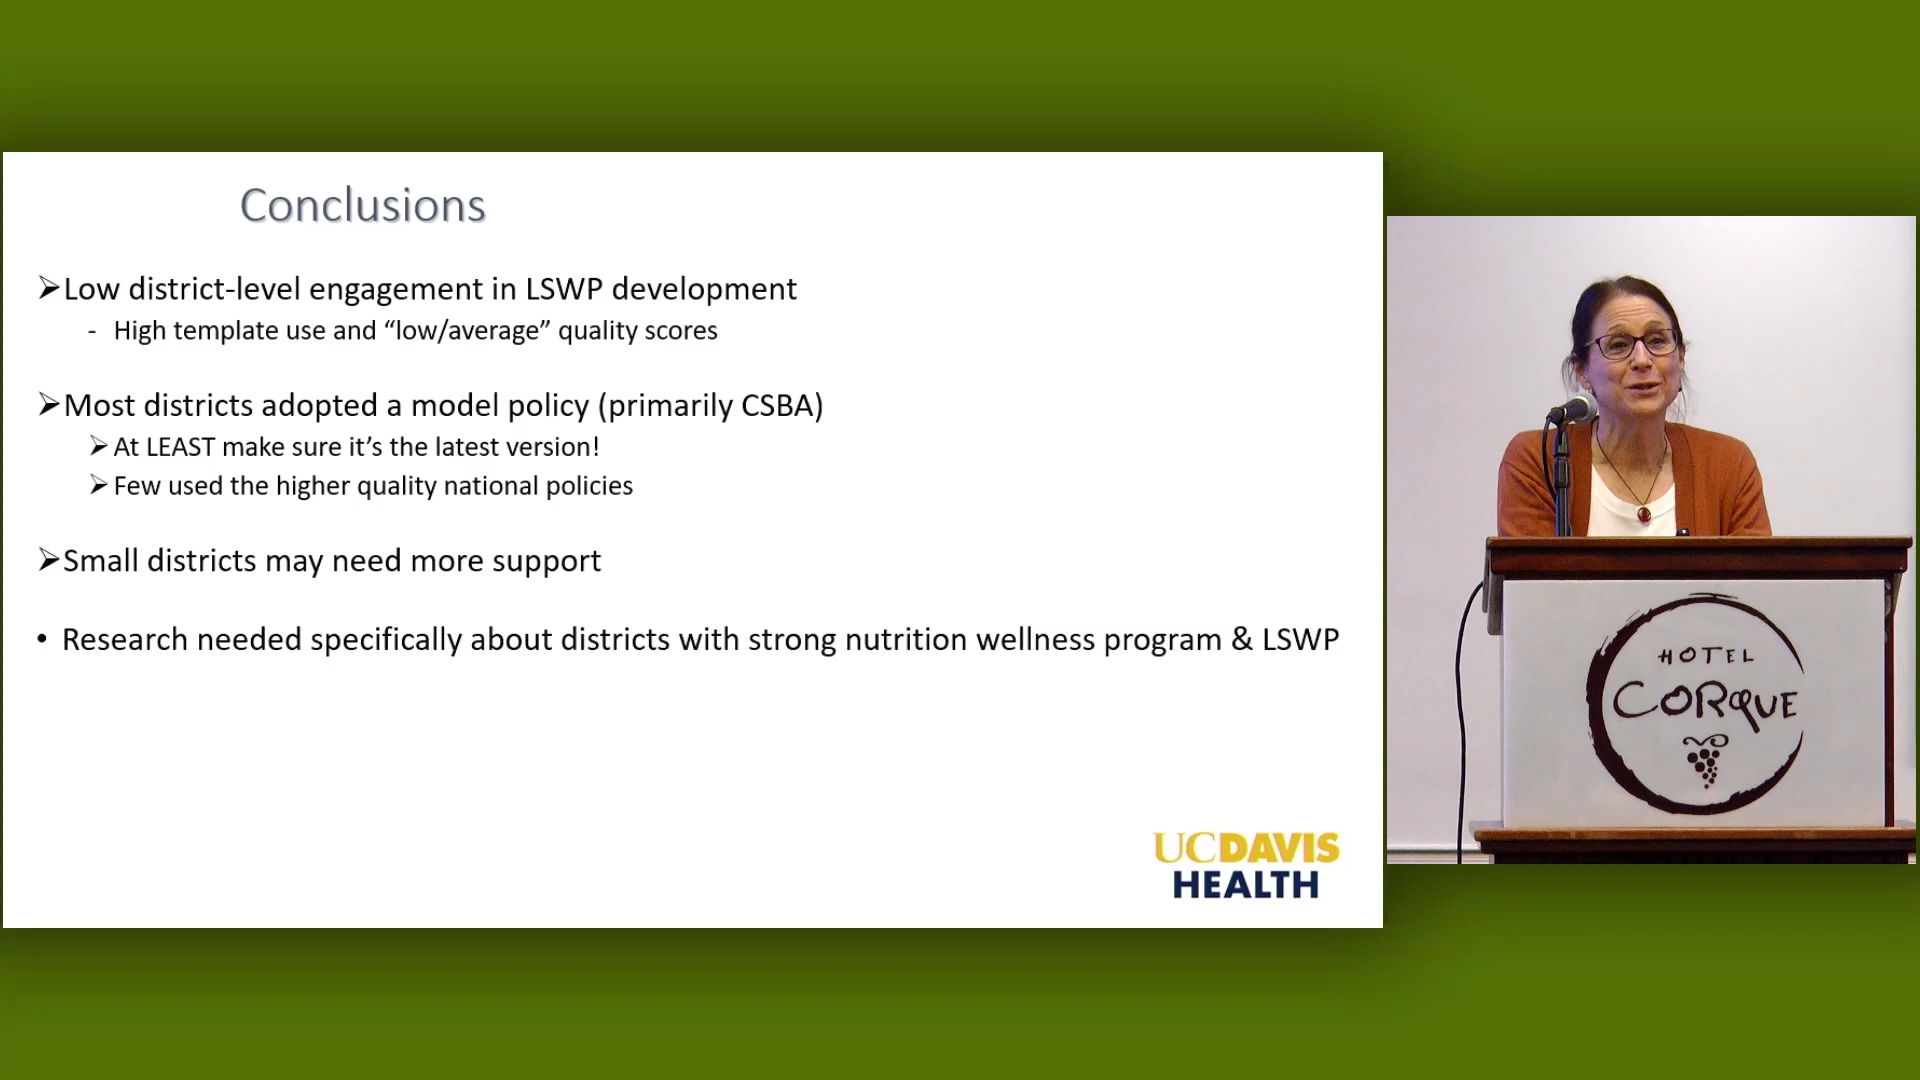 Conclusions
➢Low district-level engagement in LSWP development
- High template use and “low/average” quality scores
➢Most districts adopted a model policy (primarily CSBA)
➢At LEAST make sure it’s the latest version!
➢Few used the higher quality national policies
➢Small districts may need more support
• Research needed specifically about districts with strong nutrition wellness program & LSWP
UCDAVIS
HEALTH
HOTEL
CORQUE